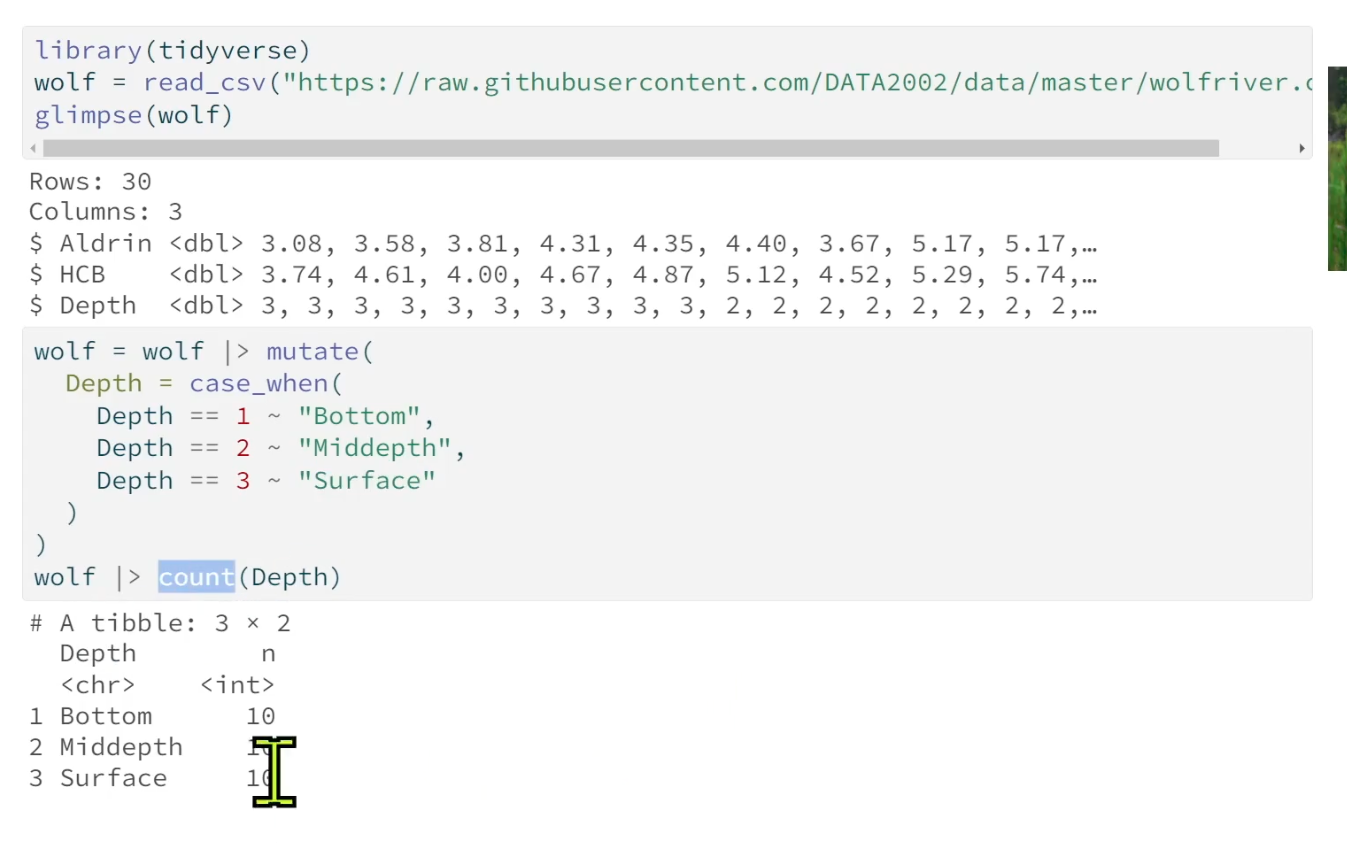 library(tidyverse)
wolf = read_csv("https://raw.githubusercontent.com/DATA2002/data/master/wolfriver.c
glimpse(wolf)
Rows: 30
Columns: 3
$ Aldrin <dbl> 3.08, 3.58, 3.81, 4.31, 4.35, 4.40, 3.67, 5.17, 5.17,…
$ HCB    <dbl> 3.74, 4.61, 4.00, 4.67, 4.87, 5.12, 4.52, 5.29, 5.74,…
$ Depth  <dbl> 3, 3, 3, 3, 3, 3, 3, 3, 3, 3, 2, 2, 2, 2, 2, 2, 2, 2,…
wolf = wolf |> mutate(
  Depth = case_when(
    Depth == 1 ~ "Bottom",
    Depth == 2 ~ "Middepth",
    Depth == 3 ~ "Surface"
  )
)
wolf |> count(Depth)
# A tibble: 3 × 2
  Depth        n
  <chr>    <int>
1 Bottom      10
2 Middepth    10
3 Surface     10